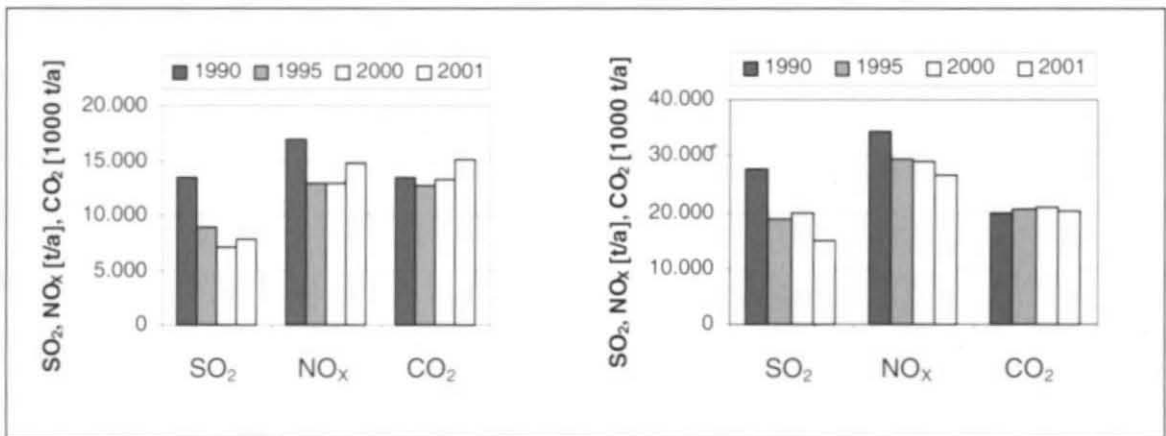 SO₂, NOₓ [t/a], CO₂ [1000 t/a]
1990 1995 2000 2001
20.000
15.000
10.000
5.000
0
SO₂ NOₓ CO₂
SO₂, NOₓ [t/a], CO₂ [1000 t/a]
1990 1995 2000 2001
40.000
30.000
20.000
10.000
0
SO₂ NOₓ CO₂